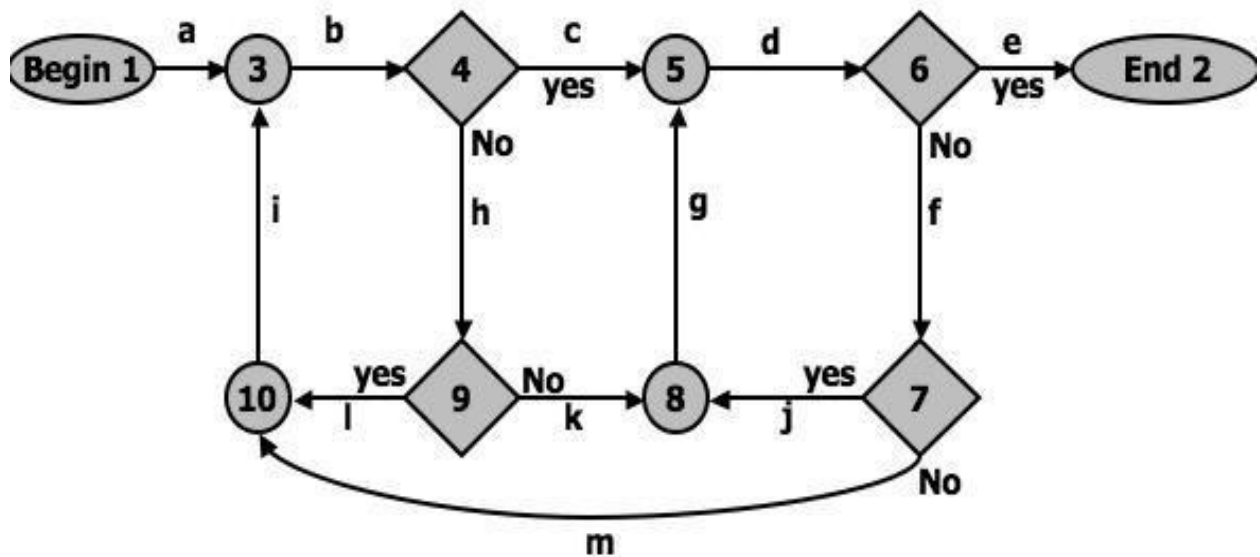 a b c d e
Begin 1 3 4 5 6 End 2
yes yes
No No
i h g f
yes No yes
10 9 8 7
l k j
No
m